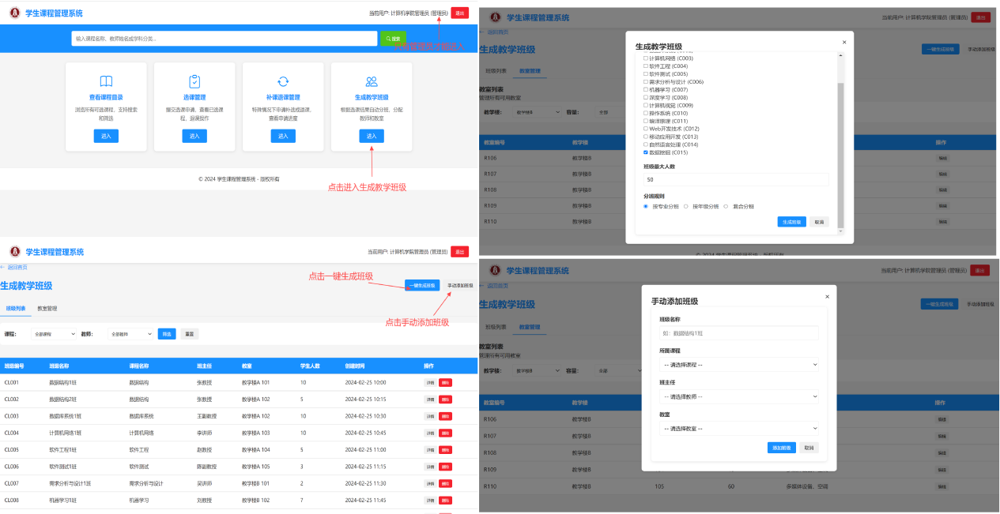 学生课程管理系统
当前用户: 计算机学院管理员 (管理员)
退出
输入课程名称、教师姓名或学科分类...
搜索
查看课程目录
浏览所有可选课程，支持搜索
和筛选
进入
选课管理
提交选课申请，查看已选课
程，退课操作
进入
补课退课管理
特殊情况下申请补选或退课，
查看申请进度
进入
生成教学班级
根据选课结果自动分班，分配
教师和教室
进入
© 2024 学生课程管理系统 - 版权所有
点击进入生成教学班级
学生课程管理系统
当前用户: 计算机学院管理员 (管理员)
退出
← 返回首页
生成教学班级
一键生成班级
手动添加班级
点击一键生成班级
点击手动添加班级
班级列表
教室管理
课程:
全部课程
教师:
全部教师
筛选
重置
班级编号 班级名称 课程名称 班主任 教室 学生人数 创建时间 操作
CL001 数据结构1班 数据结构 张教授 教学楼A 101 10 2024-02-25 10:00 详情 删除
CL002 数据结构2班 数据结构 张教授 教学楼A 102 5 2024-02-25 10:15 详情 删除
CL003 数据库系统1班 数据库系统 王副教授 教学楼A 102 10 2024-02-25 10:30 详情 删除
CL004 计算机网络1班 计算机网络 李讲师 教学楼A 103 10 2024-02-25 10:45 详情 删除
CL005 软件工程1班 软件工程 赵教授 教学楼A 104 5 2024-02-25 11:00 详情 删除
CL006 软件测试1班 软件测试 陈副教授 教学楼A 105 3 2024-02-25 11:15 详情 删除
CL007 需求分析与设计1班 需求分析与设计 吴讲师 教学楼B 101 2 2024-02-25 11:30 详情 删除
CL008 机器学习1班 机器学习 刘教授 教学楼B 102 7 2024-02-25 11:45 详情 删除
学生课程管理系统
当前用户: 计算机学院管理员 (管理员)
退出
← 返回首页
生成教学班级
一键生成班级
手动添加班级
班级列表
教室管理
教室列表
管理所有可用教室
教学楼:
教学楼B
容量:
全部
教室编号 教学楼 操作
R106 教学楼B 编辑
R107 教学楼B 编辑
R108 教学楼B 编辑
R109 教学楼B 编辑
R110 教学楼B 编辑
生成教学班级
×
计算机网络 (C003)
软件工程 (C004)
软件测试 (C005)
需求分析与设计 (C006)
机器学习 (C007)
深度学习 (C008)
计算机视觉 (C009)
操作系统 (C010)
编译原理 (C011)
Web开发技术 (C012)
移动应用开发 (C013)
自然语言处理 (C014)
数据挖掘 (C015)
班级最大人数
50
分班规则
按专业分班
按年级分班
混合分班
生成班级
取消
学生课程管理系统
当前用户: 计算机学院管理员 (管理员)
退出
← 返回首页
生成教学班级
一键生成班级
手动添加班级
班级列表
教室管理
教室列表
管理所有可用教室
教学楼:
教学楼B
容量:
全部
教室编号 教学楼 操作
R106 教学楼B 编辑
R107 教学楼B 编辑
R108 教学楼B 编辑
R109 教学楼B 编辑
R110 教学楼B 105 60 多媒体设备、空调 编辑
手动添加班级
×
班级名称
如: 数据结构1班
所属课程
-- 请选择课程 --
班主任
-- 请选择教师 --
教室
-- 请选择教室 --
添加班级
取消